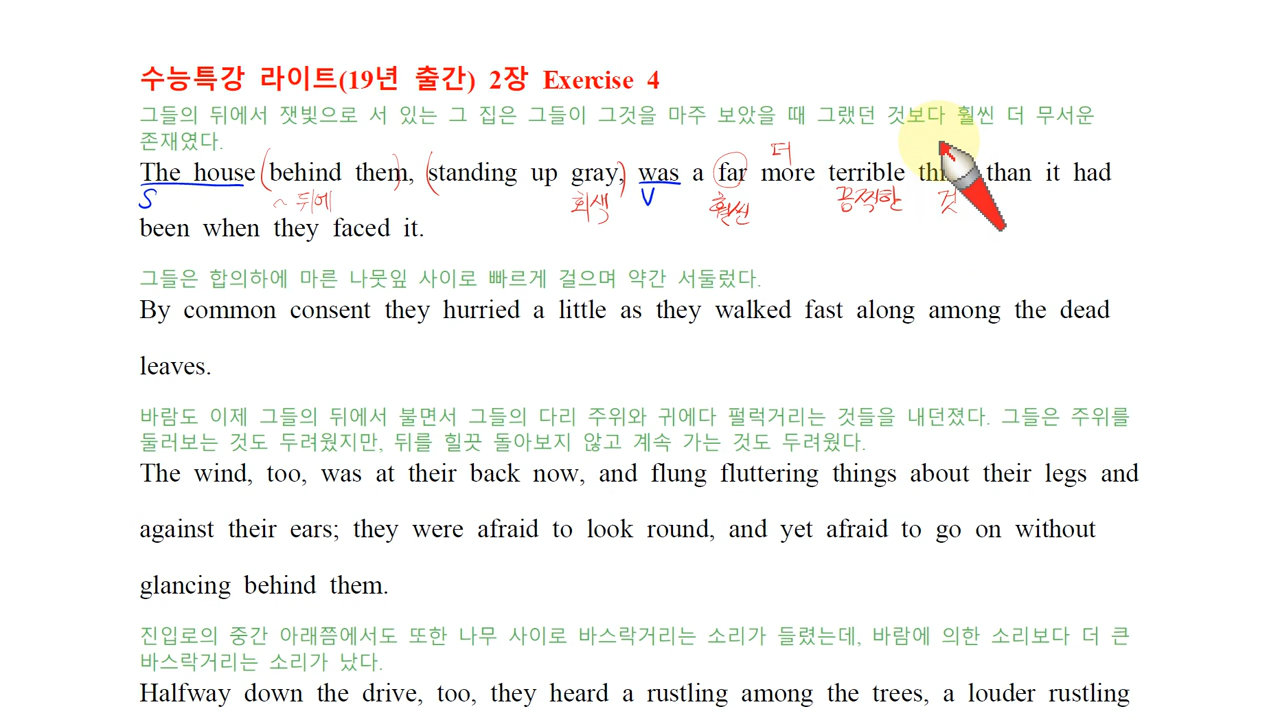 수능특강 라이트(19년 출간) 2장 Exercise 4
그들의 뒤에서 잿빛으로 서 있는 그 집은 그들이 그것을 마주 보았을 때 그랬던 것보다 훨씬 더 무서운
존재였다.
더
The house (behind them), (standing up gray,) was a far more terrible than it had
S ~뒤에 회색 V 훨씬 끔찍한 것
been when they faced it.
그들은 합의하에 마른 나뭇잎 사이로 빠르게 걸으며 약간 서둘렀다.
By common consent they hurried a little as they walked fast along among the dead
leaves.
바람도 이제 그들의 뒤에서 불면서 그들의 다리 주위와 귀에다 펄럭거리는 것들을 내던졌다. 그들은 주위를
둘러보는 것도 두려웠지만, 뒤를 힐끗 돌아보지 않고 계속 가는 것도 두려웠다.
The wind, too, was at their back now, and flung fluttering things about their legs and
against their ears; they were afraid to look round, and yet afraid to go on without
glancing behind them.
진입로의 중간 아래쯤에서도 또한 나무 사이로 바스락거리는 소리가 들렸는데, 바람에 의한 소리보다 더 큰
바스락거리는 소리가 났다.
Halfway down the drive, too, they heard a rustling among the trees, a louder rustling